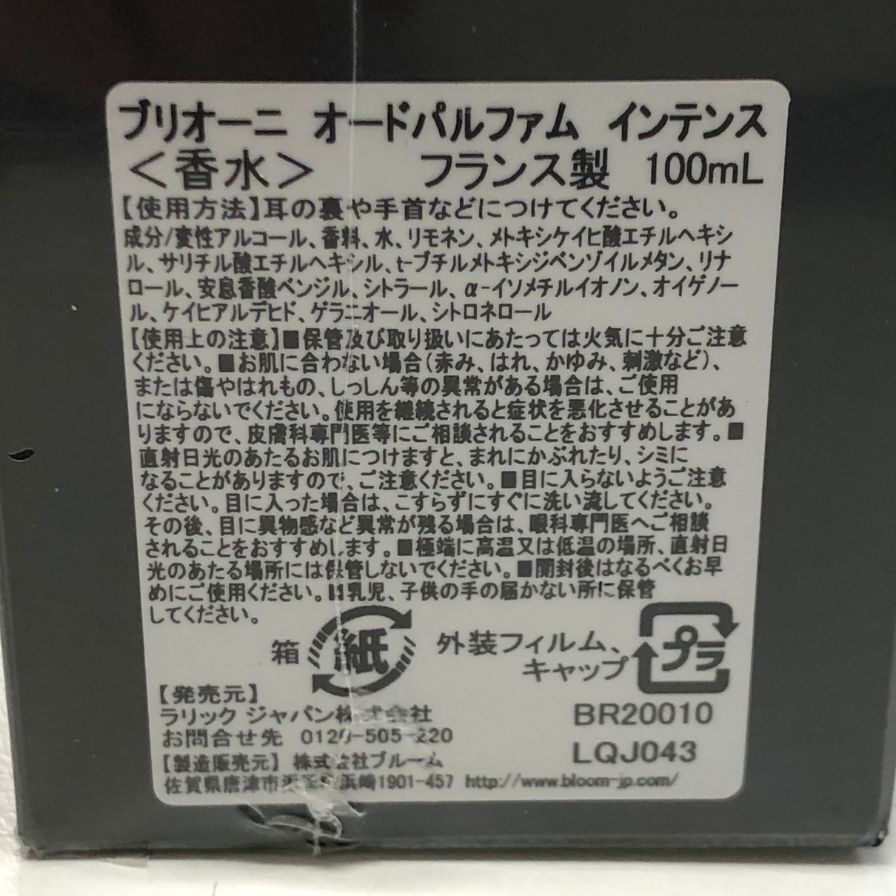 ブリオーニ オードパルファム インテンス
＜香水＞ フランス製 100mL
【使用方法】耳の裏や手首などにつけてください。
成分/変性アルコール、香料、水、リモネン、メトキシケイヒ酸エチルヘキシ
ル、サリチル酸エチルヘキシル、t-ブチルメトキシジベンゾイルメタン、リナ
ロール、安息香酸ベンジル、シトラール、α-イソメチルイオノン、オイゲノー
ル、ケイヒアルデヒド、ゲラニオール、シトロネロール
【使用上の注意】■保管及び取り扱いにあたっては火気に十分ご注意
ください。■お肌に合わない場合(赤み、はれ、かゆみ、刺激など)、
または傷やはれもの、しっしん等の異常がある場合は、ご使用
にならないでください。使用を継続されると症状を悪化させることがあ
りますので、皮膚科専門医等にご相談されることをおすすめします。■
直射日光のあたるお肌につけますと、まれにかぶれたり、シミに
なることがありますので、ご注意ください。■目に入らないようご注意
ください。目に入った場合は、こすらずにすぐに洗い流してください。
その後、目に異物感など異常が残る場合は、眼科専門医へご相談
されることをおすすめします。■極端に高温又は低温の場所、直射日
光のあたる場所には保管しないでください。■開封後はなるべくお早
めにご使用ください。■乳児、子供の手の届かない所に保管
してください。
箱 紙 外装フィルム、
キャップ プラ
【発売元】
ラリック ジャパン株式会社 BR20010
お問合せ先 0120-505-220
LQJ043
【製造販売元】株式会社ブルーム
佐賀県唐津市浜玉町浜崎1901-457 http://www.bloom-jp.com/